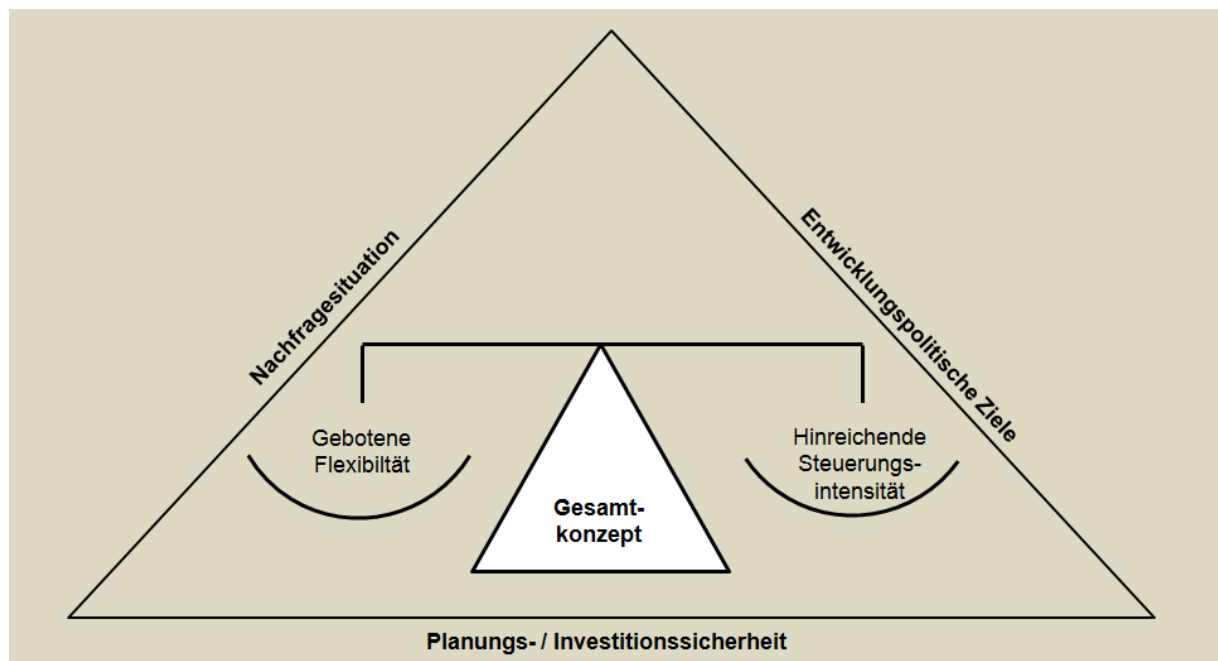 Nachfragesituation
Entwicklungspolitische Ziele
Gebotene
Flexibiltät
Hinreichende
Steuerungs-
intensität
Gesamt-
konzept
Planungs- / Investitionssicherheit